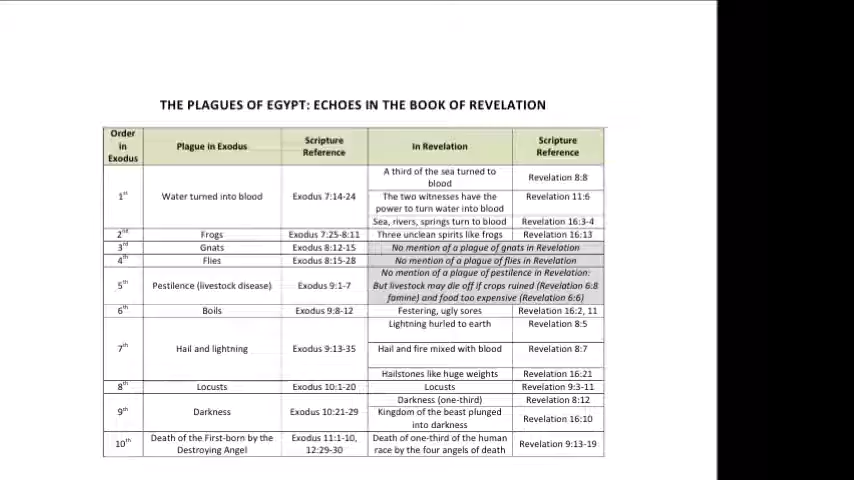 THE PLAGUES OF EGYPT: ECHOES IN THE BOOK OF REVELATION
Order in Exodus | Plague in Exodus | Scripture Reference | In Revelation | Scripture Reference
1st | Water turned into blood | Exodus 7:14-24 | A third of the sea turned to blood | Revelation 8:8
The two witnesses have the power to turn water into blood | Revelation 11:6
Sea, rivers, springs turn to blood | Revelation 16:3-4
2nd | Frogs | Exodus 7:25-8:11 | Three unclean spirits like frogs | Revelation 16:13
3rd | Gnats | Exodus 8:12-15 | No mention of a plague of gnats in Revelation
4th | Flies | Exodus 8:15-28 | No mention of a plague of flies in Revelation
5th | Pestilence (livestock disease) | Exodus 9:1-7 | No mention of a plague of pestilence in Revelation: But livestock may die off if crops ruined (Revelation 6:8 famine) and food too expensive (Revelation 6:6)
6th | Boils | Exodus 9:8-12 | Festering, ugly sores | Revelation 16:2, 11
7th | Hail and lightning | Exodus 9:13-35 | Lightning hurled to earth | Revelation 8:5
Hail and fire mixed with blood | Revelation 8:7
Hailstones like huge weights | Revelation 16:21
8th | Locusts | Exodus 10:1-20 | Locusts | Revelation 9:3-11
9th | Darkness | Exodus 10:21-29 | Darkness (one-third) | Revelation 8:12
Kingdom of the beast plunged into darkness | Revelation 16:10
10th | Death of the First-born by the Destroying Angel | Exodus 11:1-10, 12:29-30 | Death of one-third of the human race by the four angels of death | Revelation 9:13-19